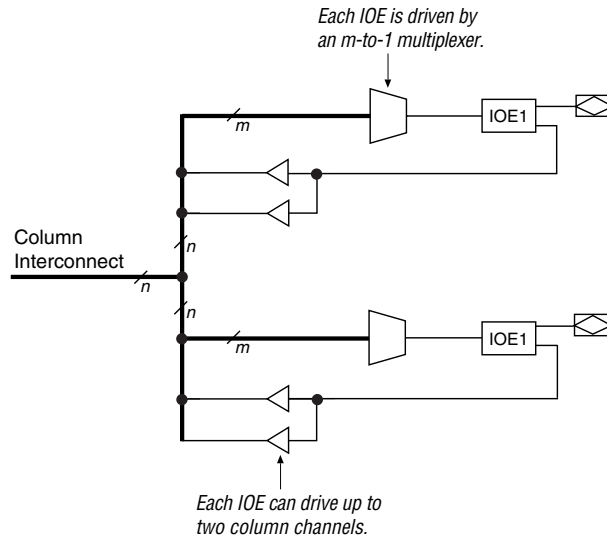 Each IOE is driven by
an m-to-1 multiplexer.
m
IOE1
Column
Interconnect
n
n
n
m
IOE1
Each IOE can drive up to
two column channels.